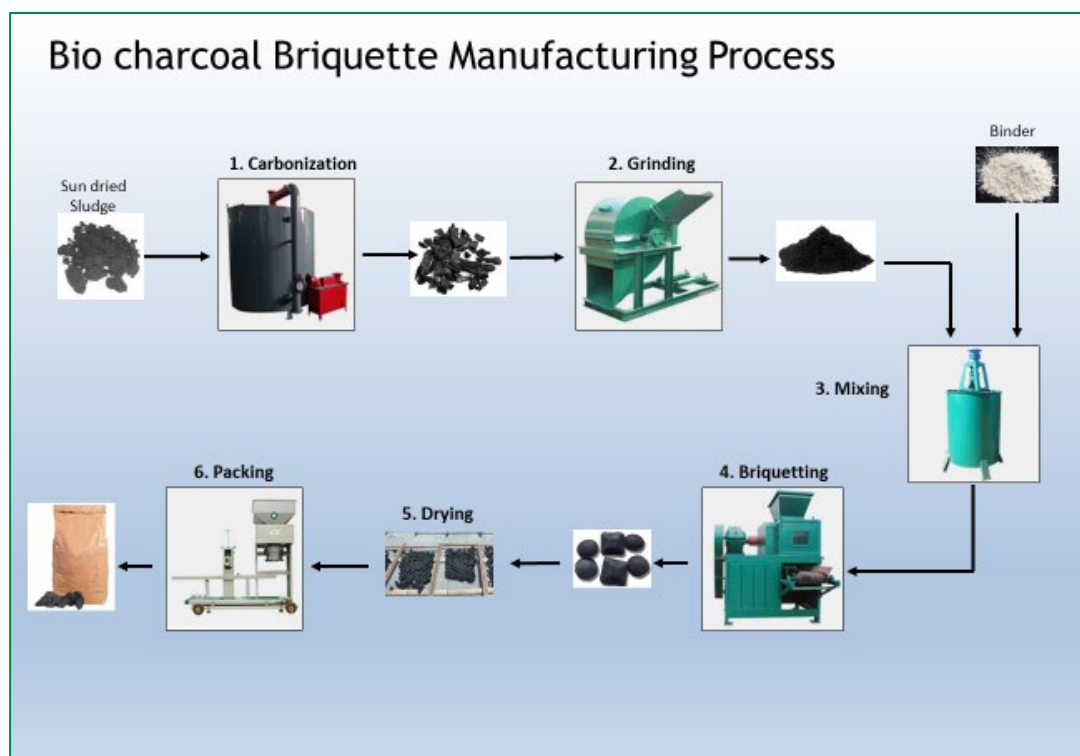 Bio charcoal Briquette Manufacturing Process
Binder
1. Carbonization
2. Grinding
Sun dried
Sludge
3. Mixing
6. Packing
4. Briquetting
5. Drying